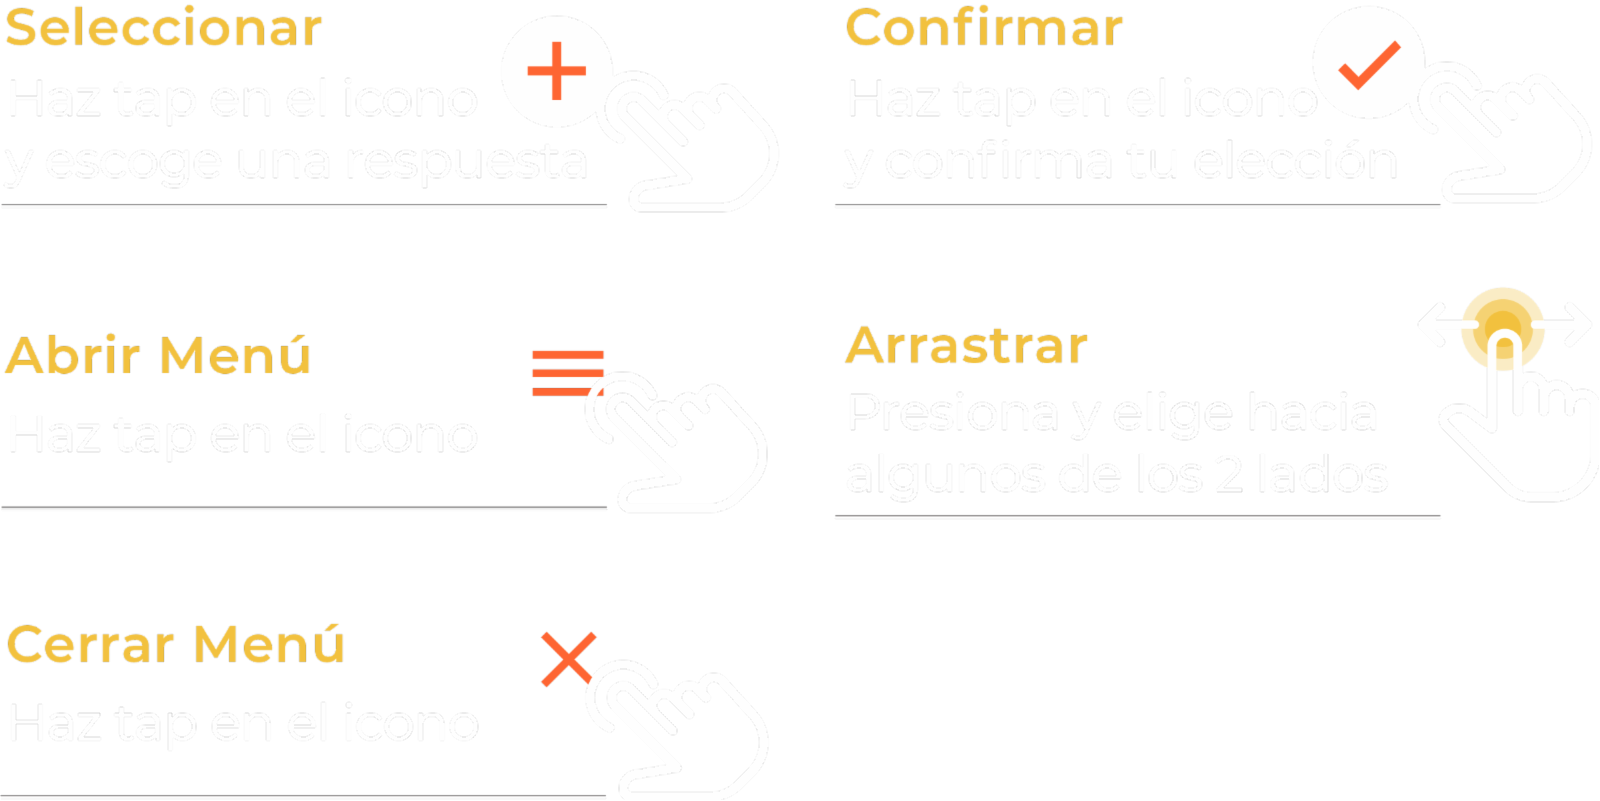 Seleccionar
Haz tap en el icono
y escoge una respuesta
Confirmar
Haz tap en el icono
y confirma tu elección
Abrir Menú
Haz tap en el icono
Arrastrar
Presiona y elige hacia
algunos de los 2 lados
Cerrar Menú
Haz tap en el icono